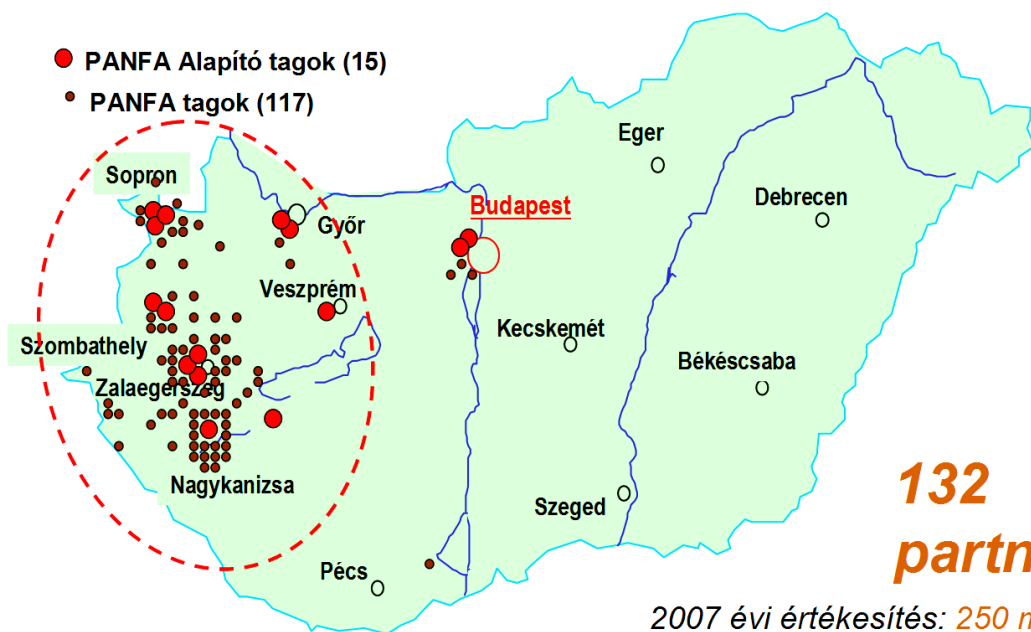 PANFA Alapító tagok (15)
PANFA tagok (117)
Eger
Sopron
Debrecen
Budapest
Győr
Veszprém
Kecskemét
Szombathely
Békéscsaba
Zalaegerszeg
Nagykanizsa
Szeged
132
partn
Pécs
2007 évi értékesítés: 250 m